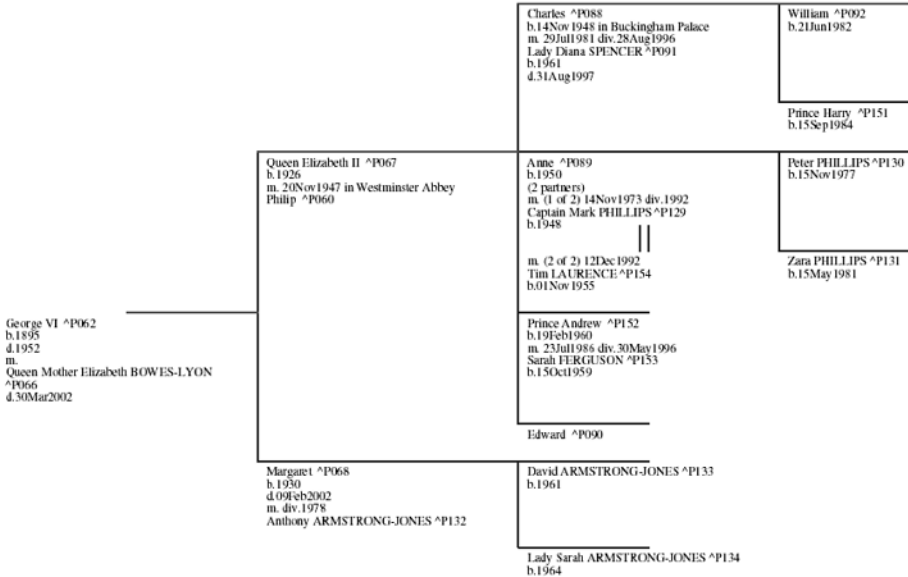 Charles ^P088
b.14Nov1948 in Buckingham Palace
m. 29Jul1981 div.28Aug1996
Lady Diana SPENCER ^P091
b.1961
d.31Aug1997
William ^P092
b.21Jun1982
Prince Harry ^P151
b.15Sep1984
Queen Elizabeth II ^P067
b.1926
m. 20Nov1947 in Westminster Abbey
Philip ^P060
Anne ^P089
b.1950
(2 partners)
m. (1 of 2) 14Nov1973 div.1992
Captain Mark PHILLIPS ^P129
b.1948
m. (2 of 2) 12Dec1992
Tim LAURENCE ^P154
b.01Nov1955
Peter PHILLIPS ^P130
b.15Nov1977
Zara PHILLIPS ^P131
b.15May1981
George VI ^P062
b.1895
d.1952
m.
Queen Mother Elizabeth BOWES-LYON
^P066
d.30Mar2002
Prince Andrew ^P152
b.19Feb1960
m. 23Jul1986 div.30May1996
Sarah FERGUSON ^P153
b.15Oct1959
Edward ^P090
Margaret ^P068
b.1930
d.09Feb2002
m. div.1978
Anthony ARMSTRONG-JONES ^P132
David ARMSTRONG-JONES ^P133
b.1961
Lady Sarah ARMSTRONG-JONES ^P134
b.1964